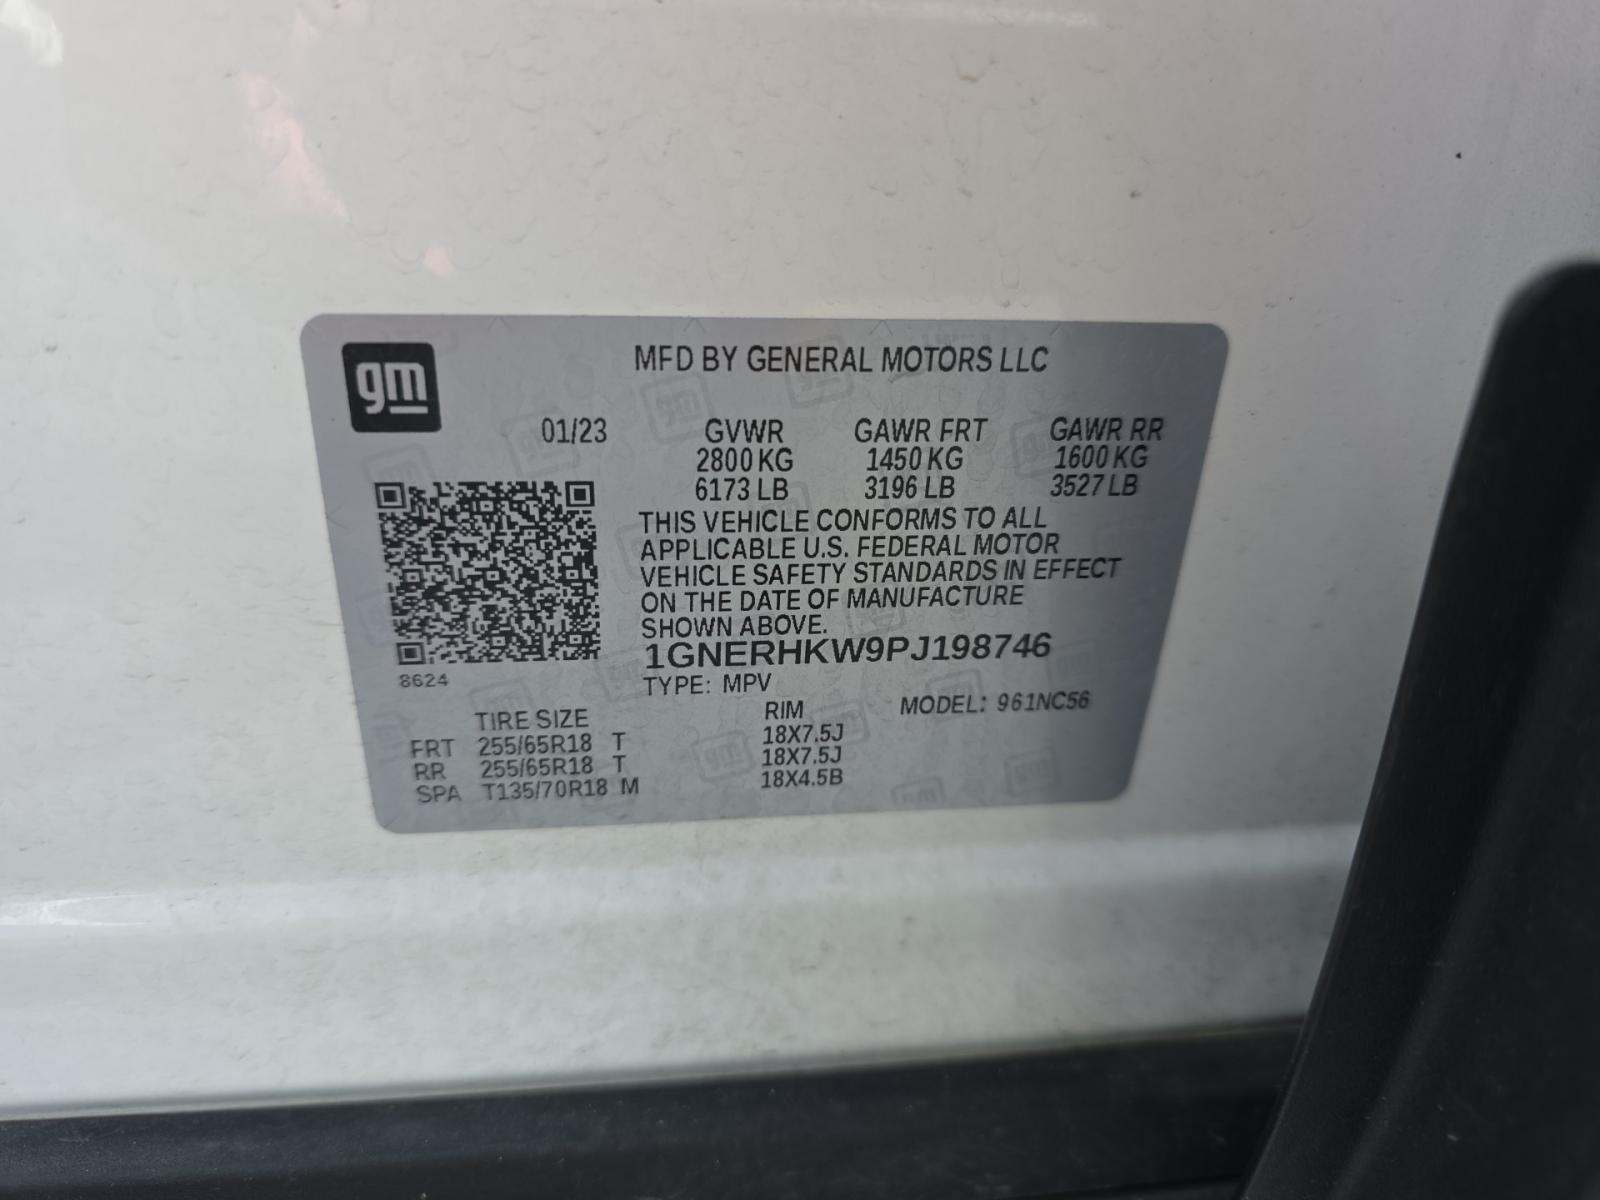 gm
MFD BY GENERAL MOTORS LLC
01/23 GVWR GAWR FRT GAWR RR
2800 KG 1450 KG 1600 KG
6173 LB 3196 LB 3527 LB
THIS VEHICLE CONFORMS TO ALL
APPLICABLE U.S. FEDERAL MOTOR
VEHICLE SAFETY STANDARDS IN EFFECT
ON THE DATE OF MANUFACTURE
SHOWN ABOVE.
1GNERHKW9PJ198746
8624
TYPE: MPV
TIRE SIZE RIM MODEL: 961NC56
FRT 255/65R18 T 18X7.5J
RR 255/65R18 T 18X7.5J
SPA T135/70R18 M 18X4.5B